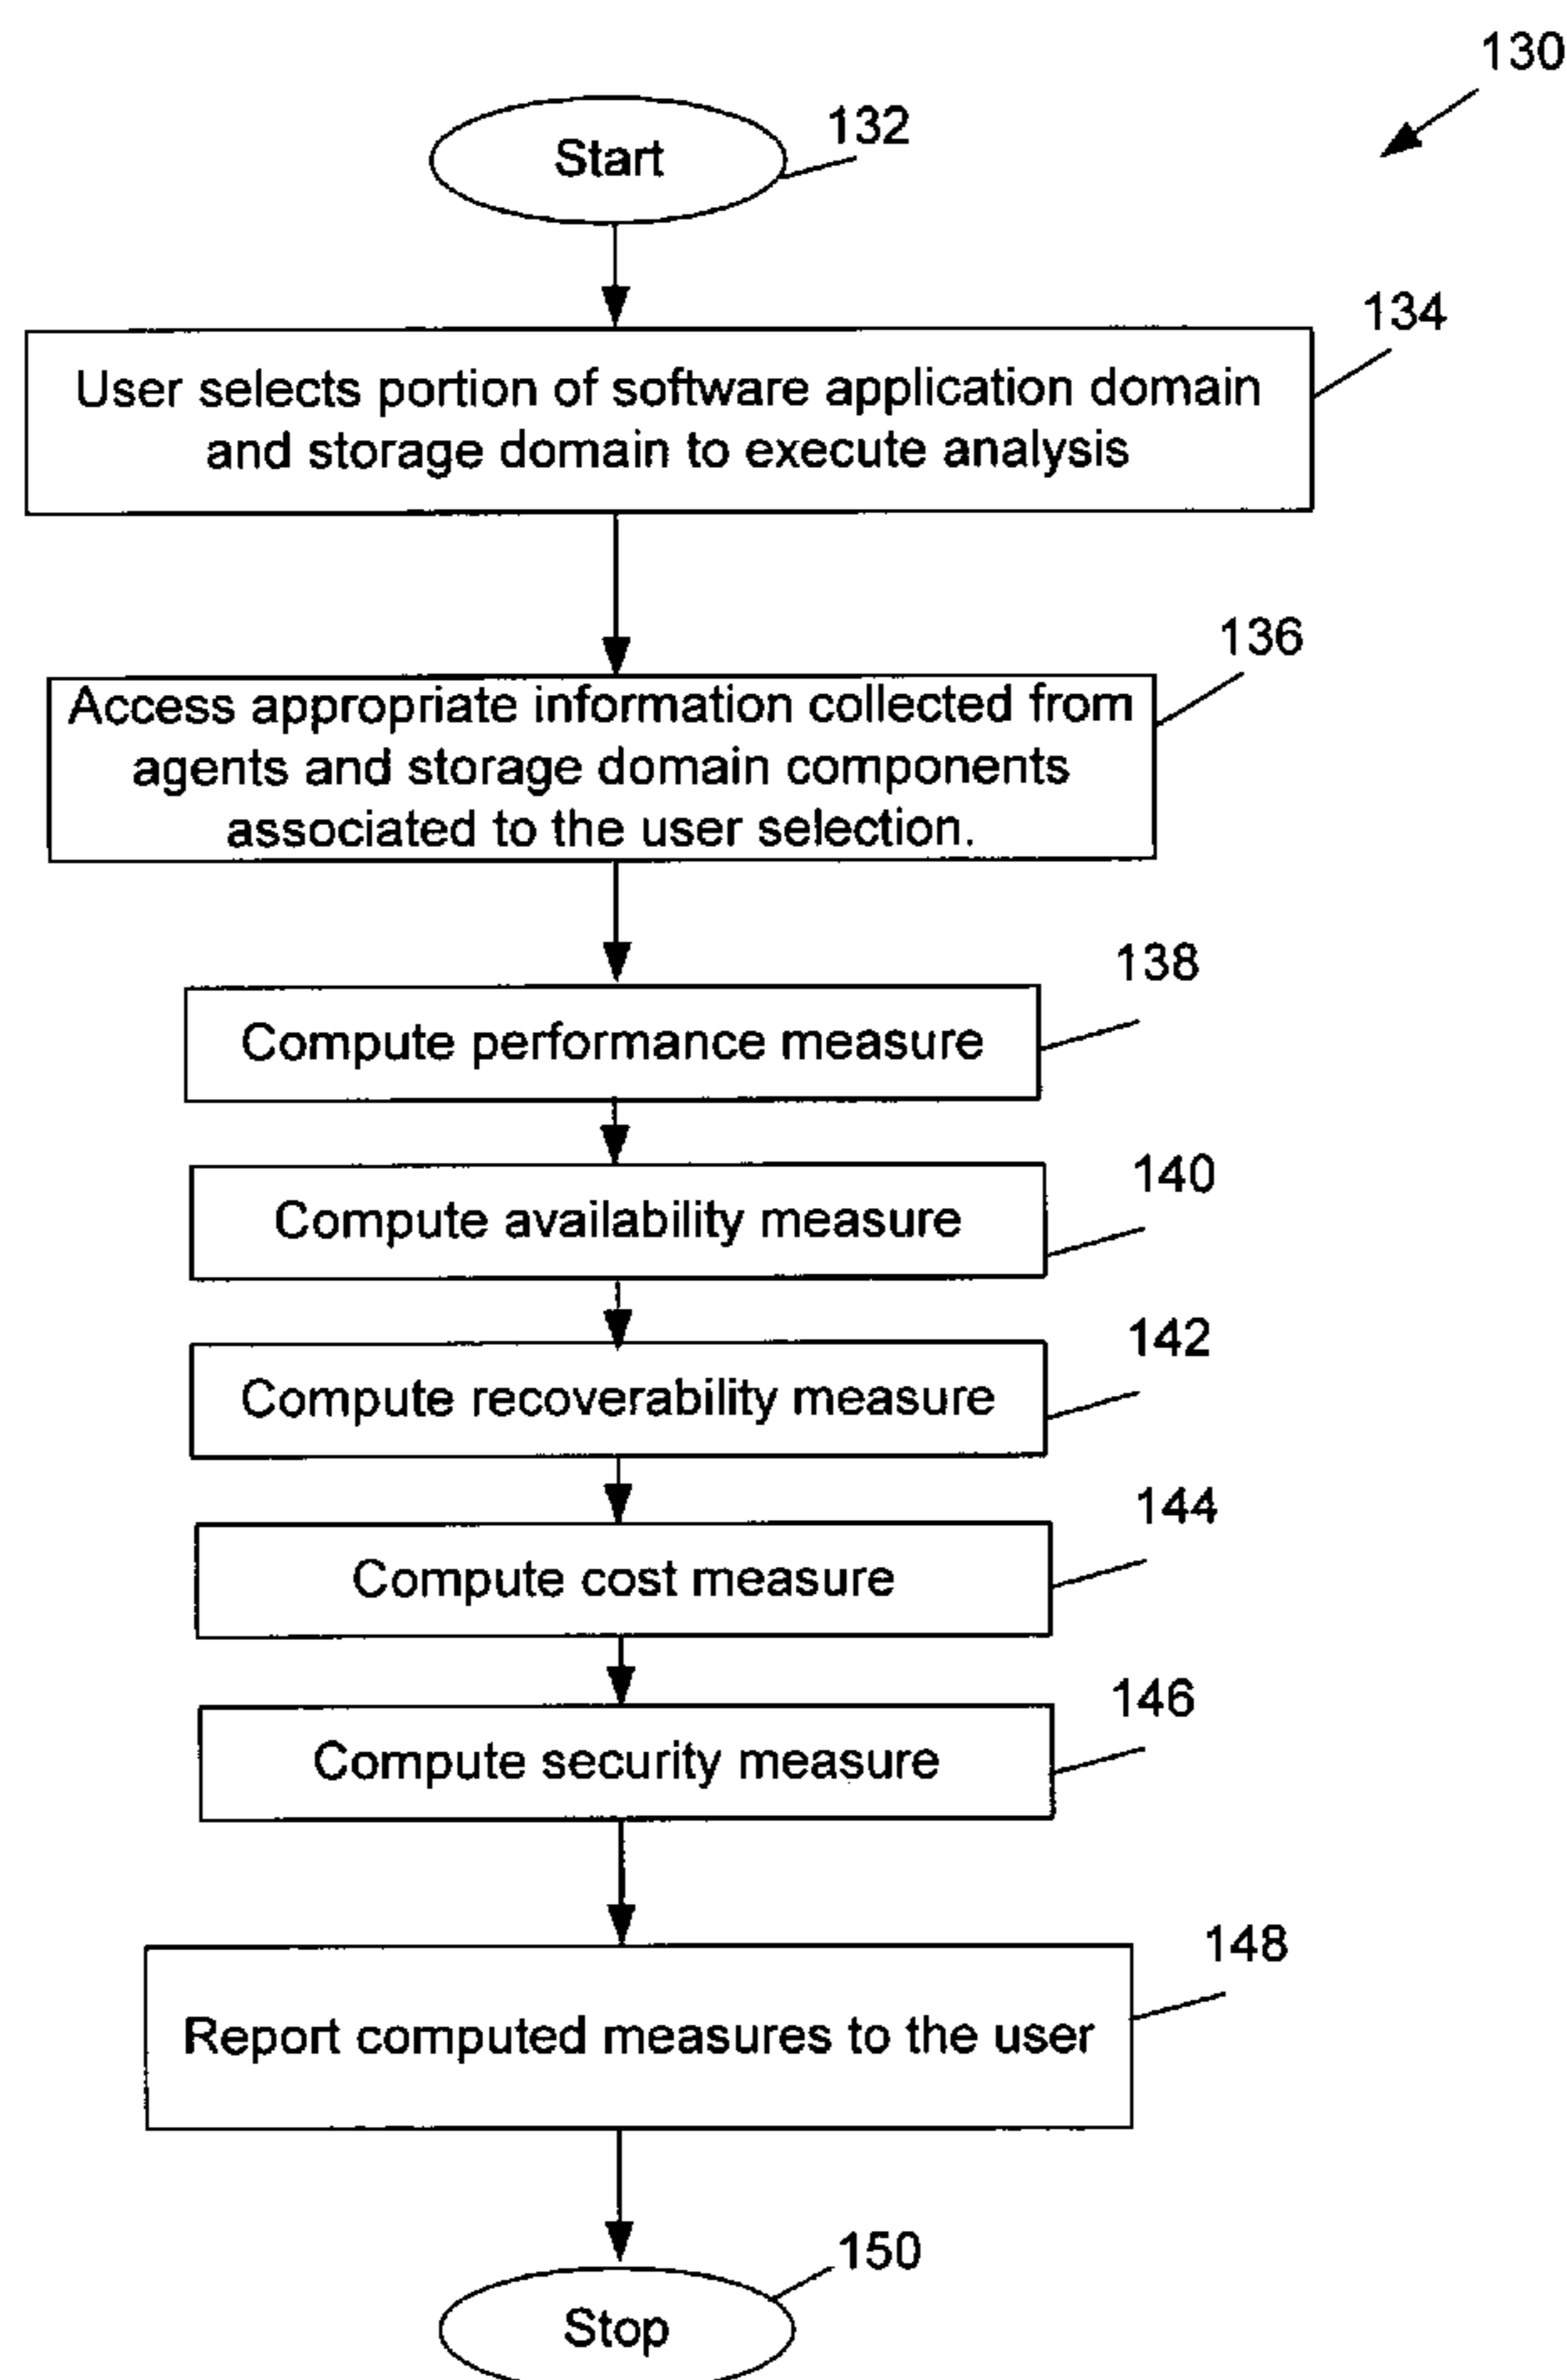 130
Start
132
134
User selects portion of software application domain
and storage domain to execute analysis
136
Access appropriate information collected from
agents and storage domain components
associated to the user selection.
138
Compute performance measure
140
Compute availability measure
142
Compute recoverability measure
144
Compute cost measure
146
Compute security measure
148
Report computed measures to the user
150
Stop